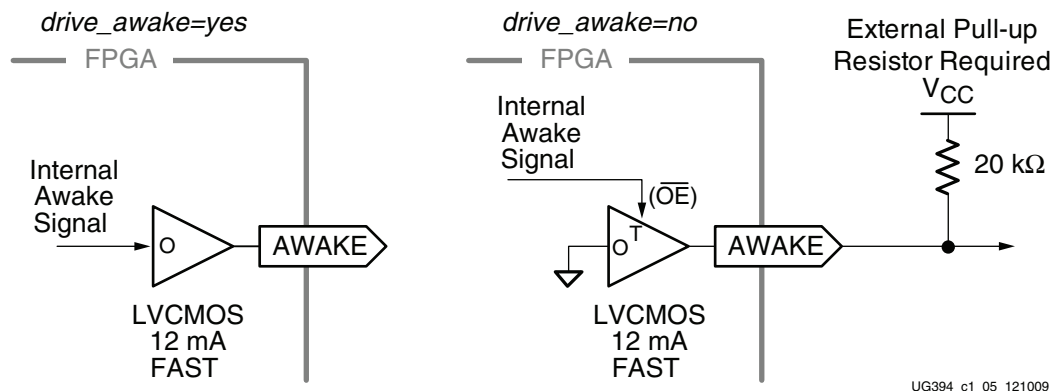 drive_awake=yes
FPGA
Internal
Awake
Signal
O
AWAKE
LVCMOS
12 mA
FAST
drive_awake=no
FPGA
Internal
Awake
Signal
(OE)
T
O
AWAKE
LVCMOS
12 mA
FAST
External Pull-up
Resistor Required
VCC
20 kΩ
UG394_c1_05_121009